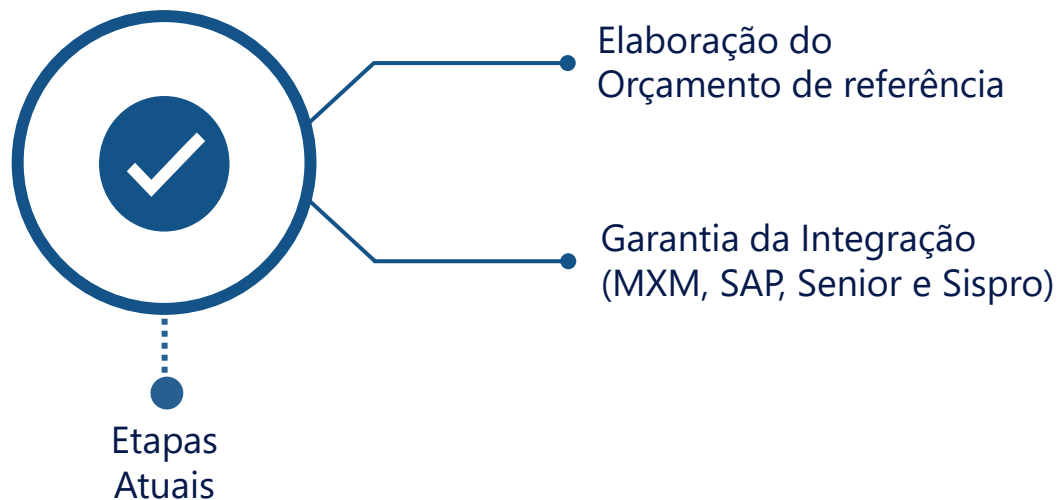 Elaboração do
Orçamento de referência
Garantia da Integração
(MXM, SAP, Senior e Sispro)
Etapas
Atuais